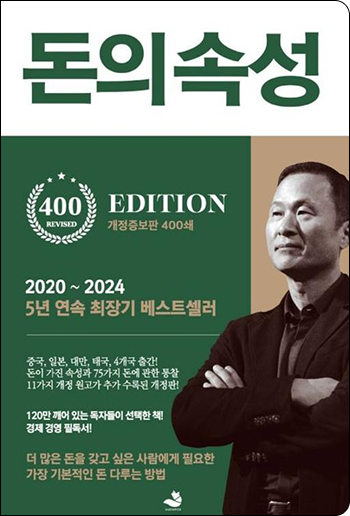 돈의 속성
400
REVISED
EDITION
개정증보판 400쇄
2020 ~ 2024
5년 연속 최장기 베스트셀러
중국, 일본, 대만, 태국, 4개국 출간!
돈이 가진 속성과 75가지 돈에 관한 통찰
11가지 개정 원고가 추가 수록된 개정판!
120만 깨어 있는 독자들이 선택한 책!
경제 경영 필독서!
더 많은 돈을 갖고 싶은 사람에게 필요한
가장 기본적인 돈 다루는 방법